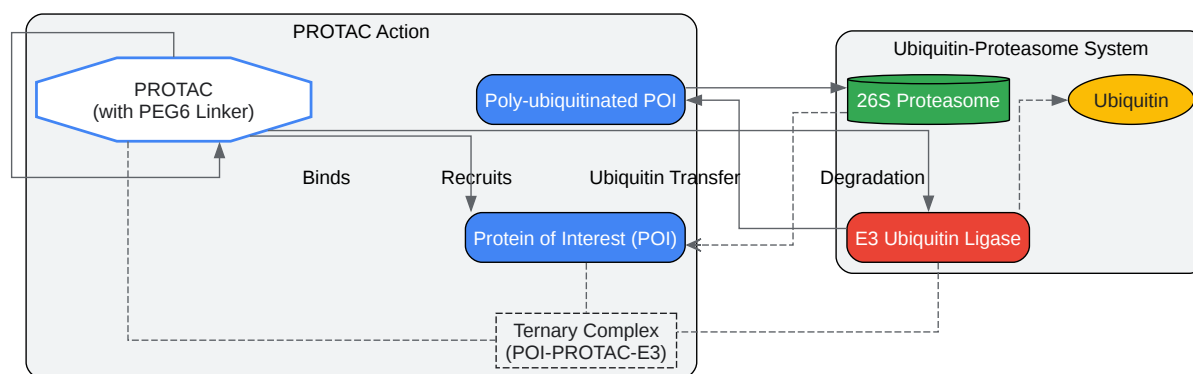 PROTAC Action
Ubiquitin-Proteasome System
PROTAC
(with PEG6 Linker)
Poly-ubiquitinated POI
26S Proteasome
Ubiquitin
Binds
Recruits
Ubiquitin Transfer
Degradation
Protein of Interest (POI)
E3 Ubiquitin Ligase
Ternary Complex
(POI-PROTAC-E3)